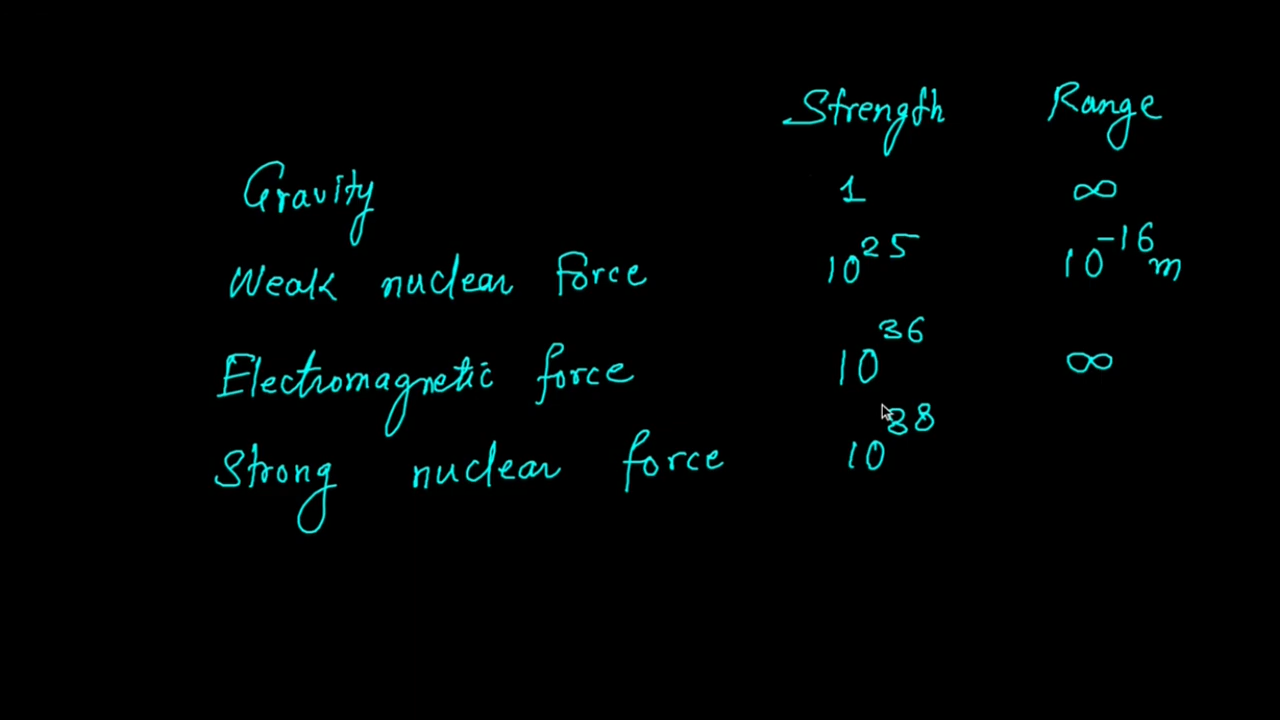 Strength Range
Gravity 1 ∞
Weak nuclear force 10^25 10^-16 m
Electromagnetic force 10^36 ∞
Strong nuclear force 10^38